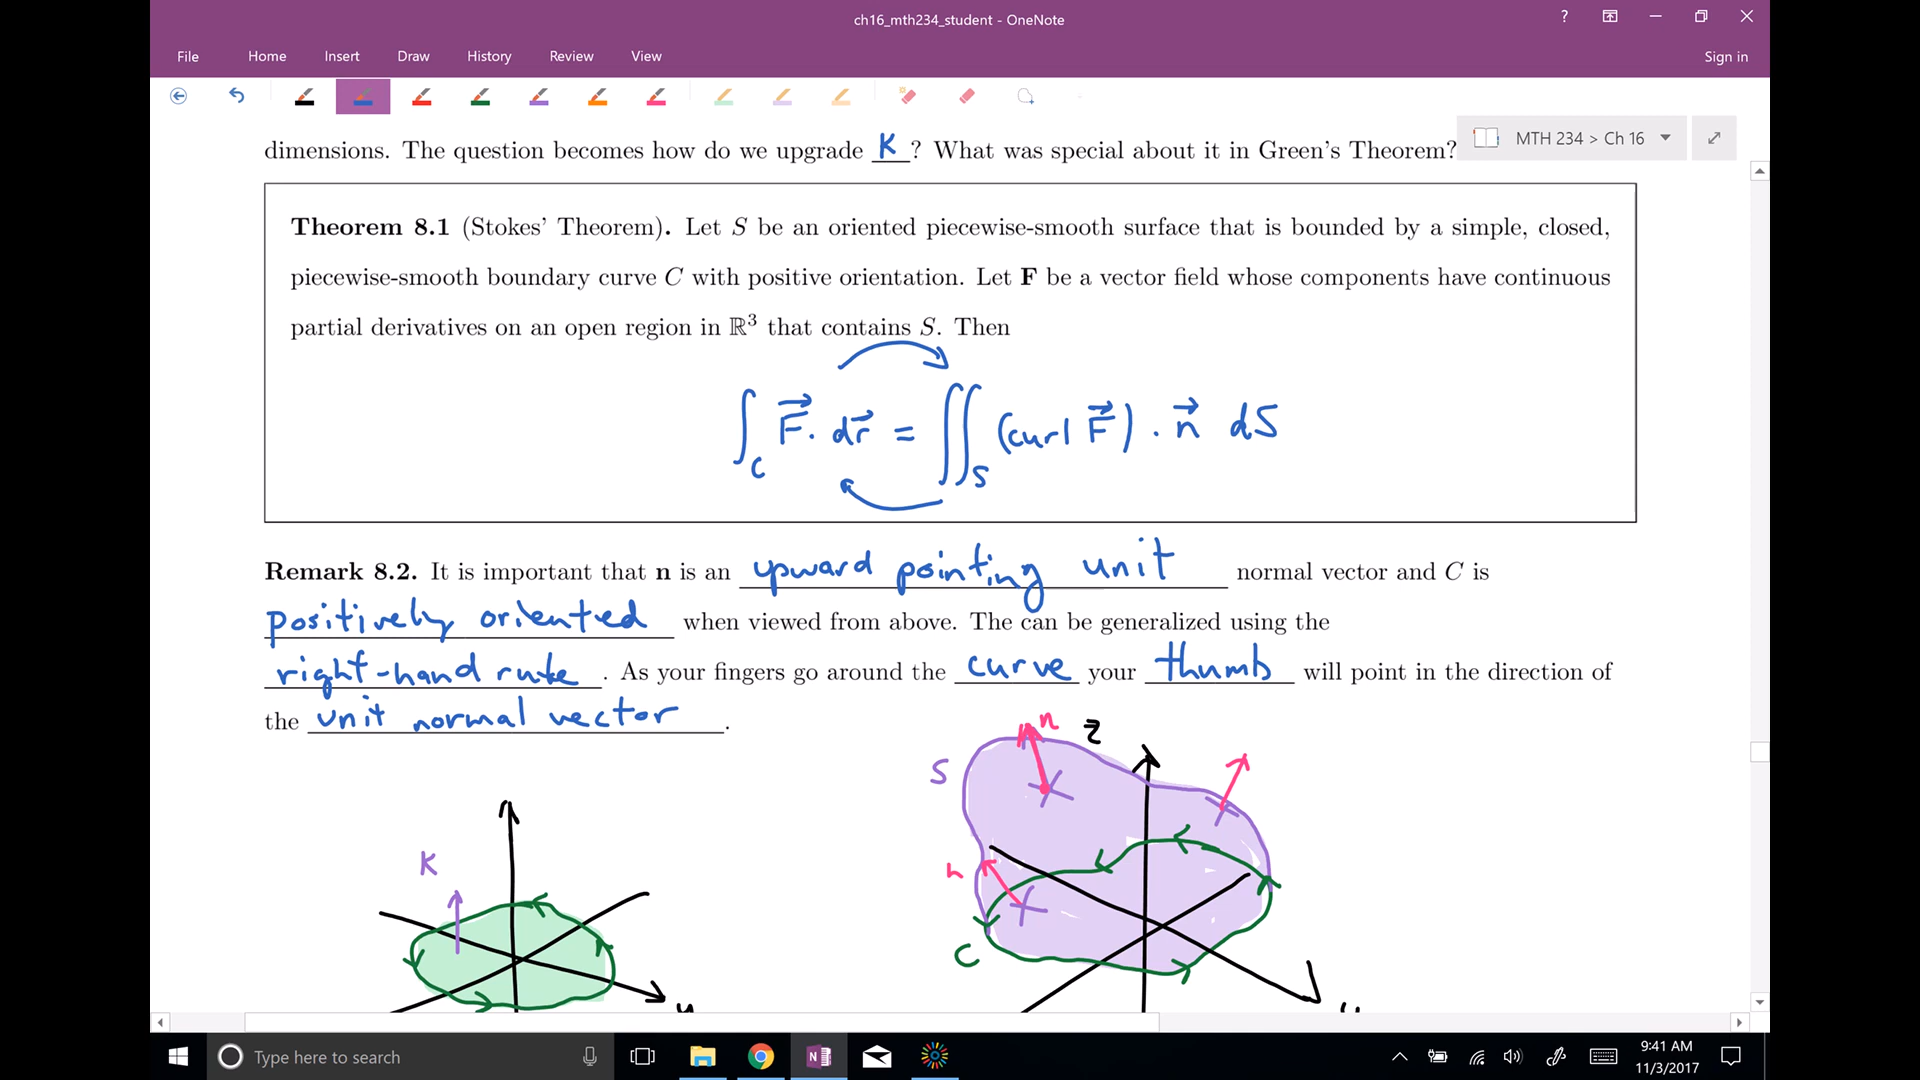 ch16_mth234_student - OneNote
?
File Home Insert Draw History Review View Sign in
MTH 234 > Ch 16
dimensions. The question becomes how do we upgrade K ? What was special about it in Green's Theorem?
Theorem 8.1 (Stokes' Theorem). Let S be an oriented piecewise-smooth surface that is bounded by a simple, closed,
piecewise-smooth boundary curve C with positive orientation. Let F be a vector field whose components have continuous
partial derivatives on an open region in ℝ³ that contains S. Then
∫_C F⃗ · dr⃗ = ∬_S (curl F⃗) · n⃗ dS
Remark 8.2. It is important that n is an upward pointing unit normal vector and C is
positively oriented when viewed from above. The can be generalized using the
right-hand rule. As your fingers go around the curve your thumb will point in the direction of
the unit normal vector.
n
z
S
K
n
C
Type here to search
9:41 AM
11/3/2017